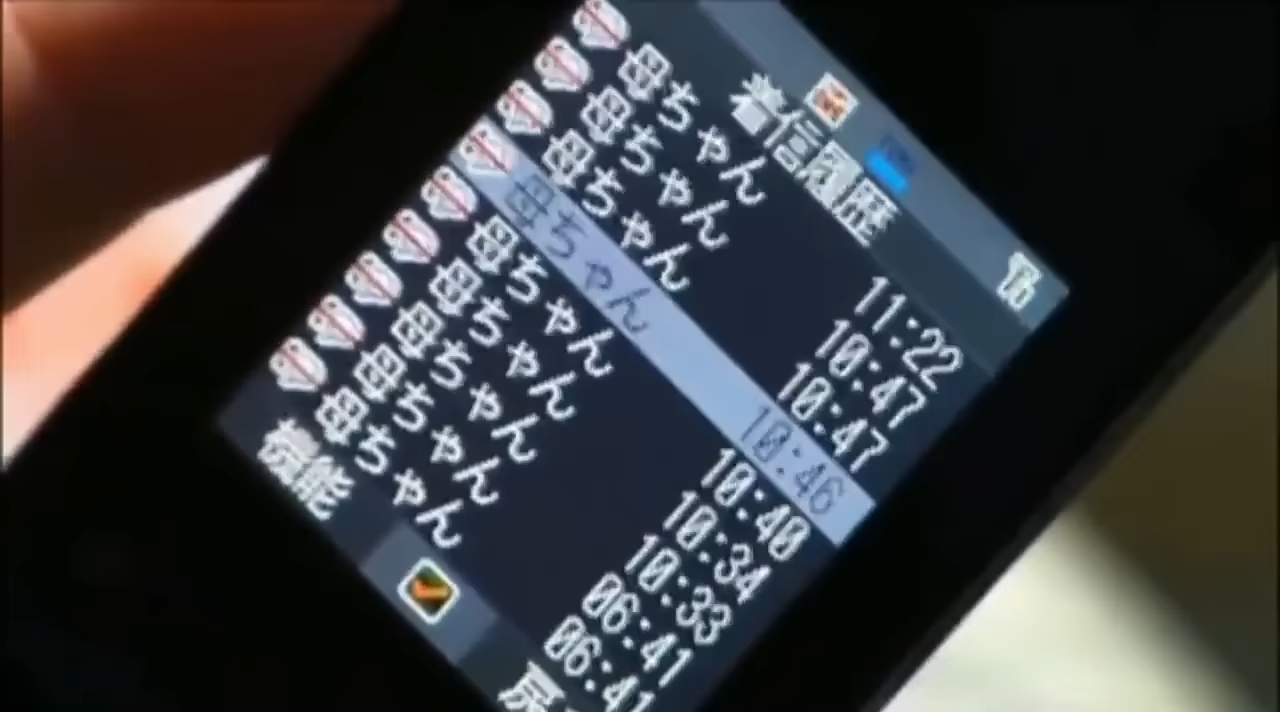 着信履歴
母ちゃん 11:22
母ちゃん 10:47
母ちゃん 10:47
母ちゃん 10:46
母ちゃん 10:40
母ちゃん 10:34
母ちゃん 10:33
母ちゃん 06:41
母ちゃん 06:41
機能